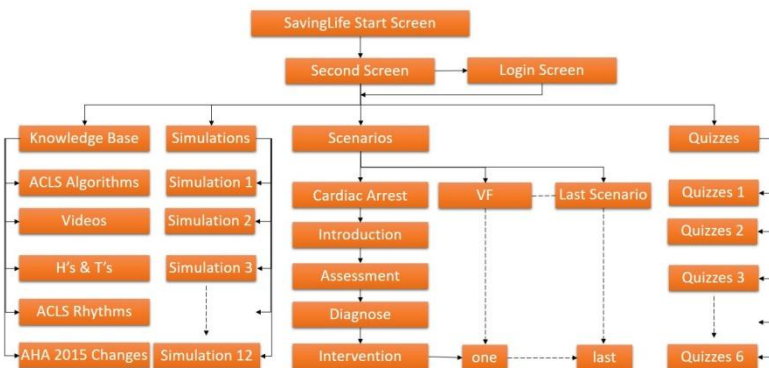 SavingLife Start Screen
Second Screen
Login Screen
Knowledge Base
Simulations
Scenarios
Quizzes
ACLS Algorithms
Simulation 1
Cardiac Arrest
VF
Last Scenario
Quizzes 1
Videos
Simulation 2
Introduction
Quizzes 2
H's & T's
Simulation 3
Assessment
Quizzes 3
ACLS Rhythms
Diagnose
AHA 2015 Changes
Simulation 12
Intervention
one
last
Quizzes 6